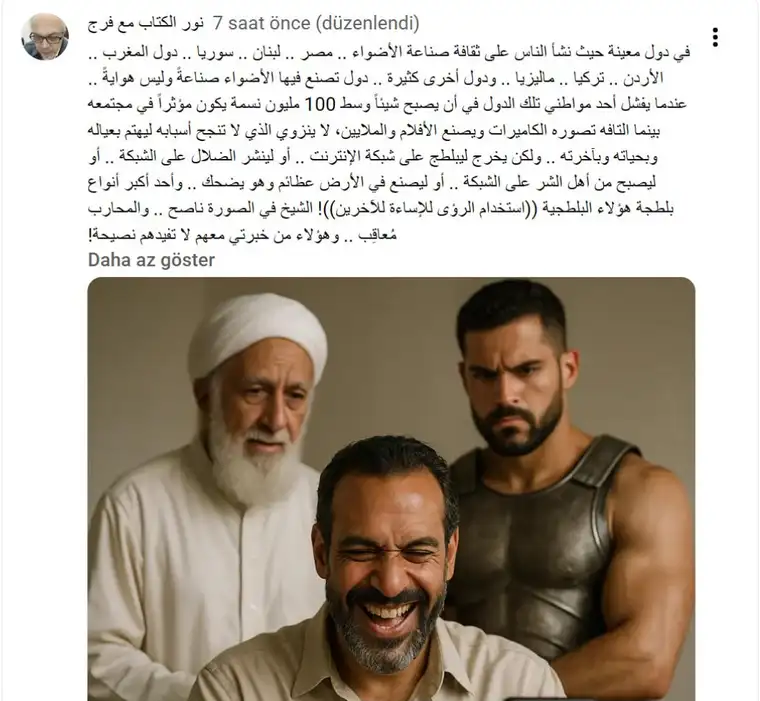 نور الكتاب مع فرج 7 saat önce (düzenlendi)
في دول معينة حيث نشأ الناس على ثقافة صناعة الأضواء .. مصر .. لبنان .. سوريا .. دول المغرب ..
الأردن .. تركيا .. ماليزيا .. ودول أخرى كثيرة .. دول تصنع فيها الأضواء صناعةً وليس هوايةً ..
عندما يفشل أحد مواطني تلك الدول في أن يصبح شيئاً وسط 100 مليون نسمة يكون مؤثراً في مجتمعه
بينما التافه تصوره الكاميرات ويصنع الأفلام والملايين، لا ينزوي الذي لا تنجح أسبابه ليهتم بعياله
وبحياته وبآخرته .. ولكن يخرج ليبلطج على شبكة الإنترنت .. أو لينشر الضلال على الشبكة .. أو
ليصبح من أهل الشر على الشبكة .. أو ليصنع في الأرض عظائم وهو يضحك .. وأحد أكبر أنواع
بلطجة هؤلاء البلطجية ((استخدام الرؤى للإساءة للآخرين))! الشيخ في الصورة ناصح .. والمحارب
مُعاقِب .. وهؤلاء من خبرتي معهم لا تفيدهم نصيحة!
Daha az göster